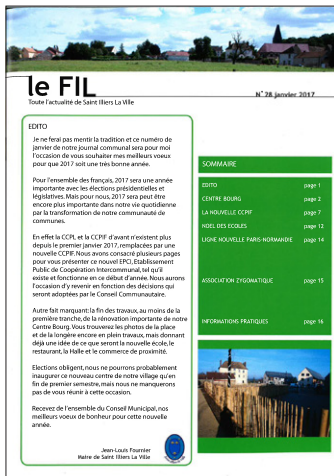 le FIL
N° 28 janvier 2017
Toute l'actualité de Saint Illiers La Ville
EDITO
Je ne ferai pas mentir la tradition et ce numéro de
janvier de notre journal communal sera pour moi
l'occasion de vous souhaiter mes meilleurs voeux
pour que 2017 soit une très bonne année.
Pour l'ensemble des français, 2017 sera une année
importante avec les élections présidentielles et
législatives. Mais pour nous, 2017 sera peut être
encore plus importante dans notre vie quotidienne
par la transformation de notre communauté de
communes.
En effet la CCPL et la CCPIF d'avant n'existent plus
depuis le premier janvier 2017, remplacées par une
nouvelle CCPIF. Nous avons consacré plusieurs pages
pour vous présenter ce nouvel EPCI, Etablissement
Public de Coopération Intercommunal, tel qu'il
existe et fonctionne en ce début d'année. Nous aurons
l'occasion d'y revenir en fonction des décisions qui
seront adoptées par le Conseil Communautaire.
Autre fait marquant: la fin des travaux, au moins de la
première tranche, de la rénovation importante de notre
Centre Bourg. Vous trouverez les photos de la place
et de la longère encore en plein travaux, mais donnant
déjà une idée de ce que seront la nouvelle école, le
restaurant, la Halle et le commerce de proximité.
Elections obligent, nous ne pourrons probablement
inaugurer ce nouveau centre de notre village qu'en
fin de premier semestre, mais nous ne manquerons
pas de vous réunir à cette occasion.
Recevez de l'ensemble du Conseil Municipal, nos
meilleurs voeux de bonheur pour cette nouvelle
année.
Jean-Louis Fournier
Maire de Saint Illiers La Ville
SOMMAIRE
EDITO page 1
CENTRE BOURG page 2
LA NOUVELLE CCPIF page 7
NOEL DES ECOLES page 12
LIGNE NOUVELLE PARIS-NORMANDIE page 14
ASSOCIATION ZYGOMATIQUE page 15
INFORMATIONS PRATIQUES page 16